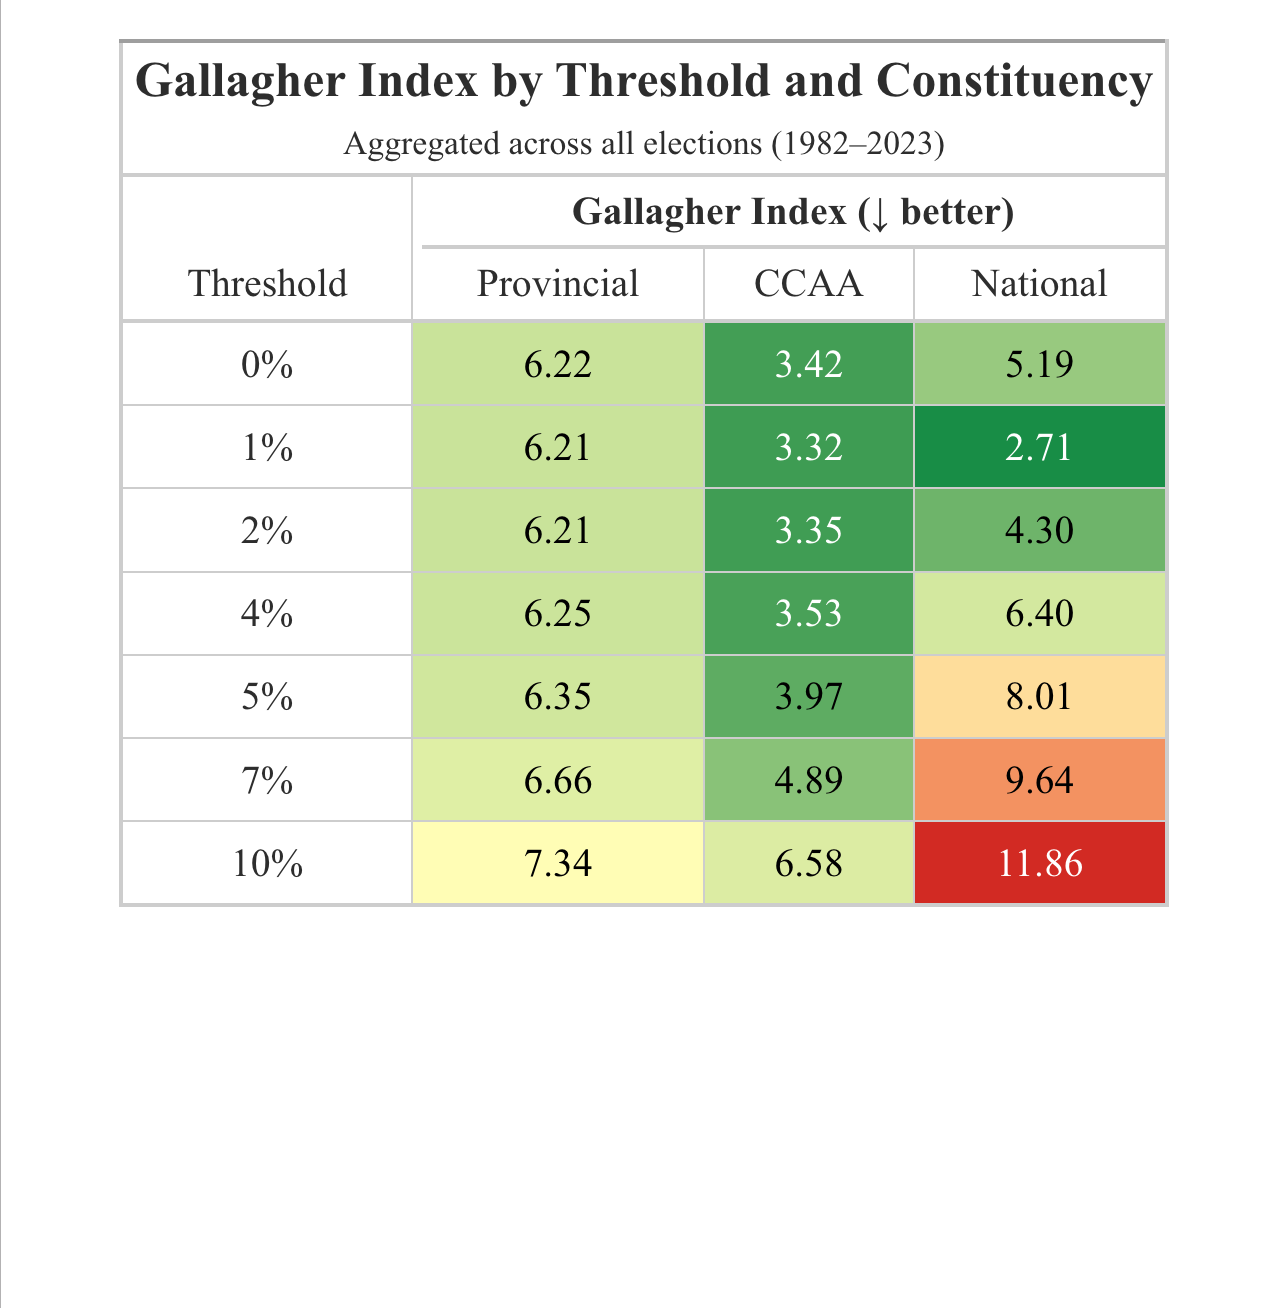 Gallagher Index by Threshold and Constituency
Aggregated across all elections (1982–2023)
Gallagher Index (↓ better)
Threshold Provincial CCAA National
0% 6.22 3.42 5.19
1% 6.21 3.32 2.71
2% 6.21 3.35 4.30
4% 6.25 3.53 6.40
5% 6.35 3.97 8.01
7% 6.66 4.89 9.64
10% 7.34 6.58 11.86